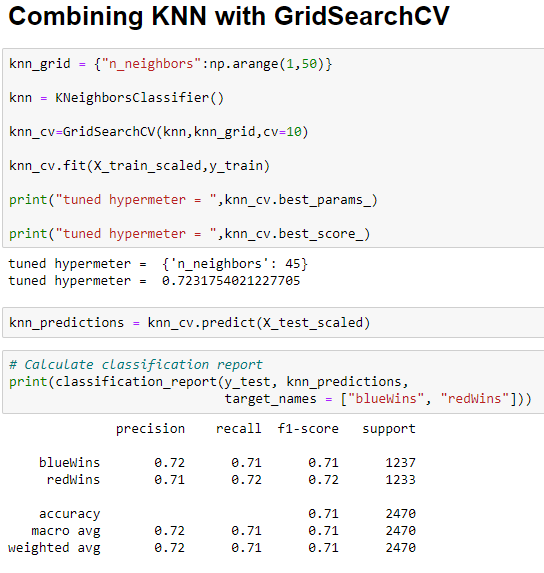 Combining KNN with GridSearchCV
knn_grid = {"n_neighbors":np.arange(1,50)}
knn = KNeighborsClassifier()
knn_cv=GridSearchCV(knn,knn_grid,cv=10)
knn_cv.fit(X_train_scaled,y_train)
print("tuned hypermeter = ",knn_cv.best_params_)
print("tuned hypermeter = ",knn_cv.best_score_)
tuned hypermeter =  {'n_neighbors': 45}
tuned hypermeter =  0.7231754021227705
knn_predictions = knn_cv.predict(X_test_scaled)
# Calculate classification report
print(classification_report(y_test, knn_predictions,
target_names = ["blueWins", "redWins"]))
precision recall f1-score support
blueWins 0.72 0.71 0.71 1237
redWins 0.71 0.72 0.72 1233
accuracy 0.71 2470
macro avg 0.72 0.71 0.71 2470
weighted avg 0.72 0.71 0.71 2470